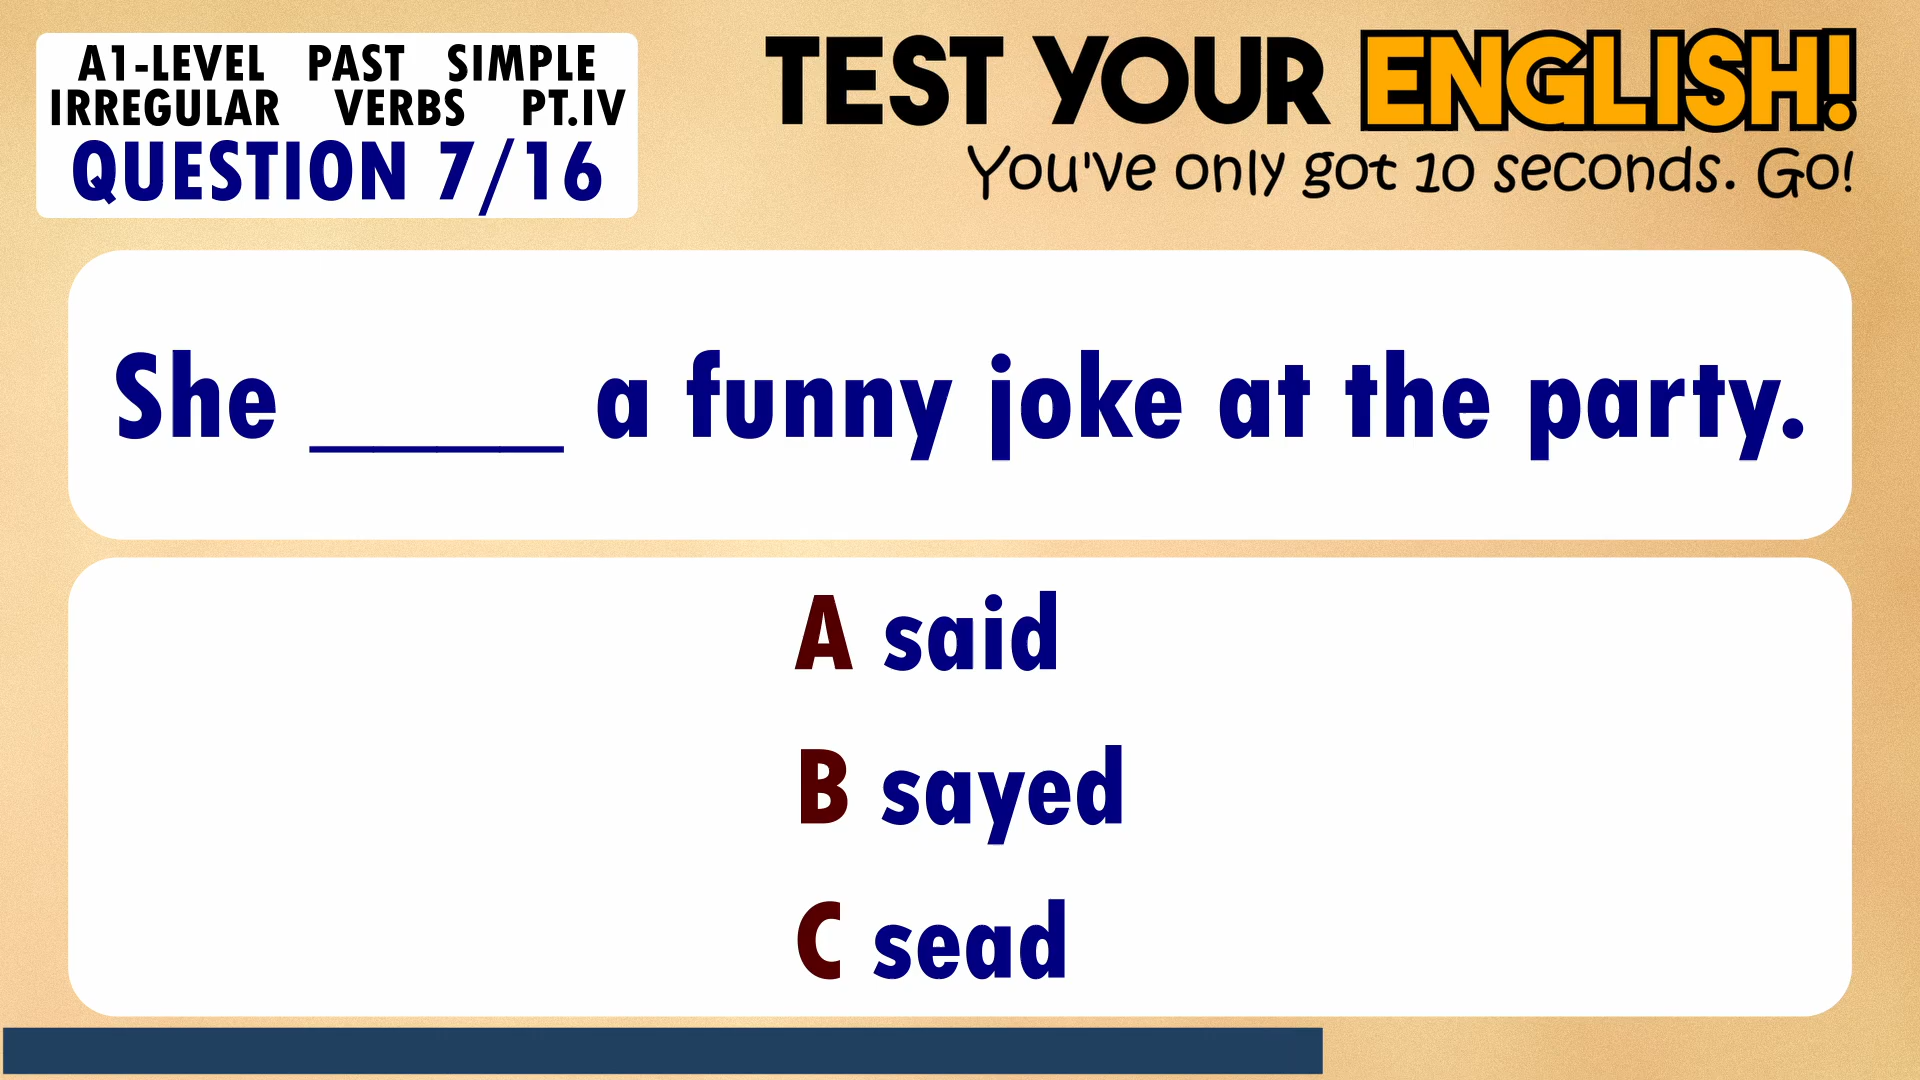 A1-LEVEL PAST SIMPLE
IRREGULAR VERBS PT.IV
QUESTION 7/16
TEST YOUR ENGLISH!
You've only got 10 seconds. Go!
She _____ a funny joke at the party.
A said
B sayed
C sead